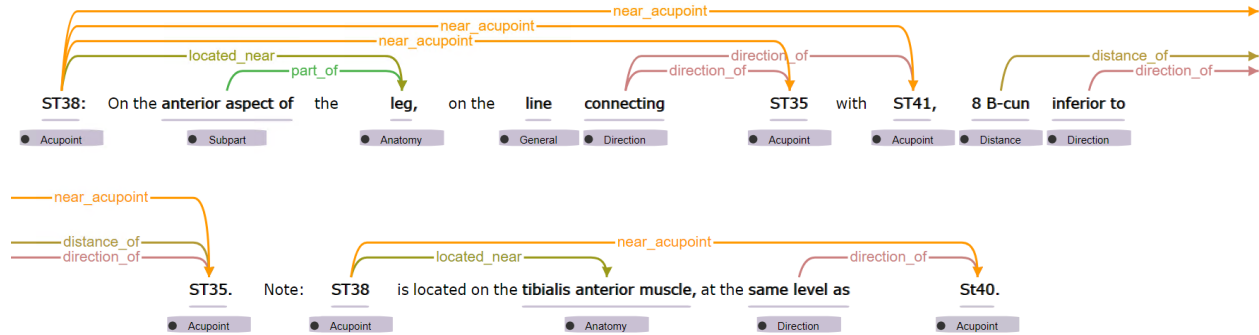 near_acupoint
near_acupoint
near_acupoint
located_near direction_of distance_of
part_of direction_of direction_of
ST38: On the anterior aspect of the leg, on the line connecting ST35 with ST41, 8 B-cun inferior to
Acupoint Subpart Anatomy General Direction Acupoint Acupoint Distance Direction
near_acupoint
distance_of near_acupoint
direction_of located_near direction_of
ST35. Note: ST38 is located on the tibialis anterior muscle, at the same level as St40.
Acupoint Acupoint Anatomy Direction Acupoint